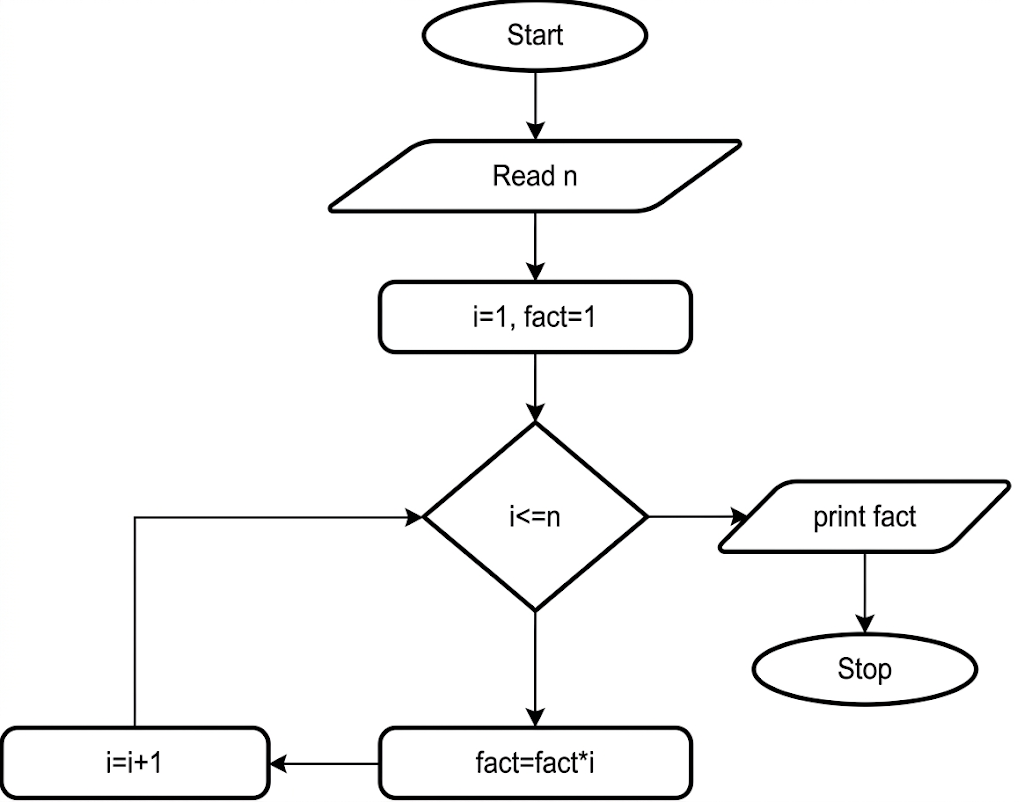 Start
Read n
i=1, fact=1
i<=n
print fact
Stop
fact=fact*i
i=i+1